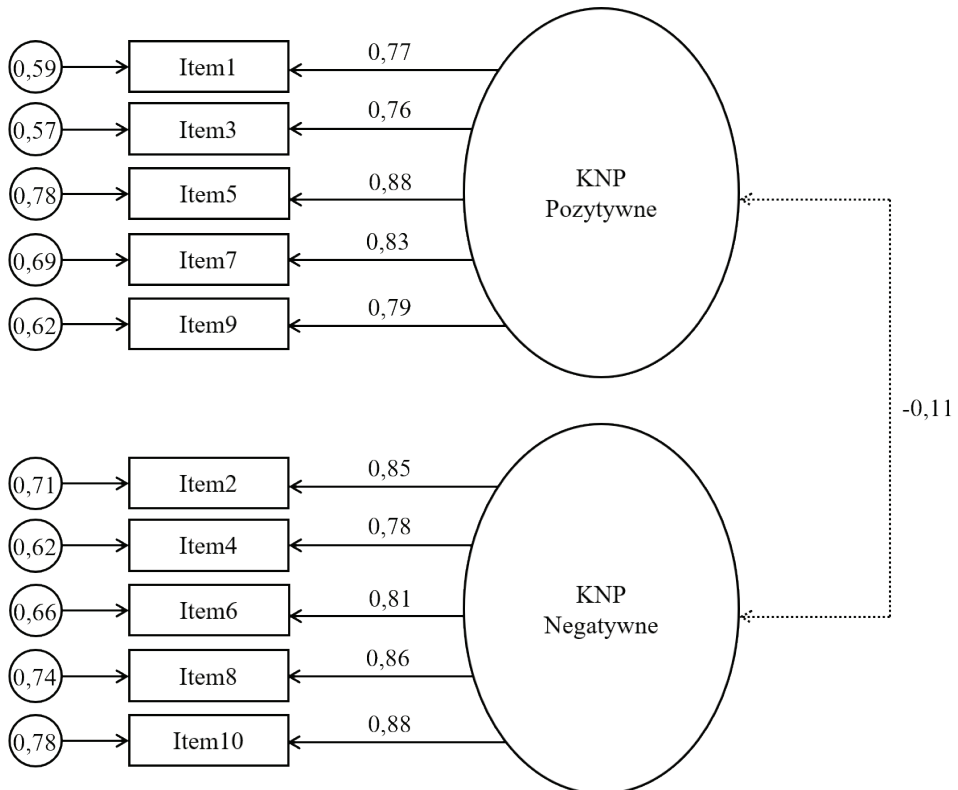 0,59 Item1 0,77
0,57 Item3 0,76
0,78 Item5 0,88
0,69 Item7 0,83
0,62 Item9 0,79
KNP
Pozytywne
-0,11
0,71 Item2 0,85
0,62 Item4 0,78
0,66 Item6 0,81
0,74 Item8 0,86
0,78 Item10 0,88
KNP
Negatywne